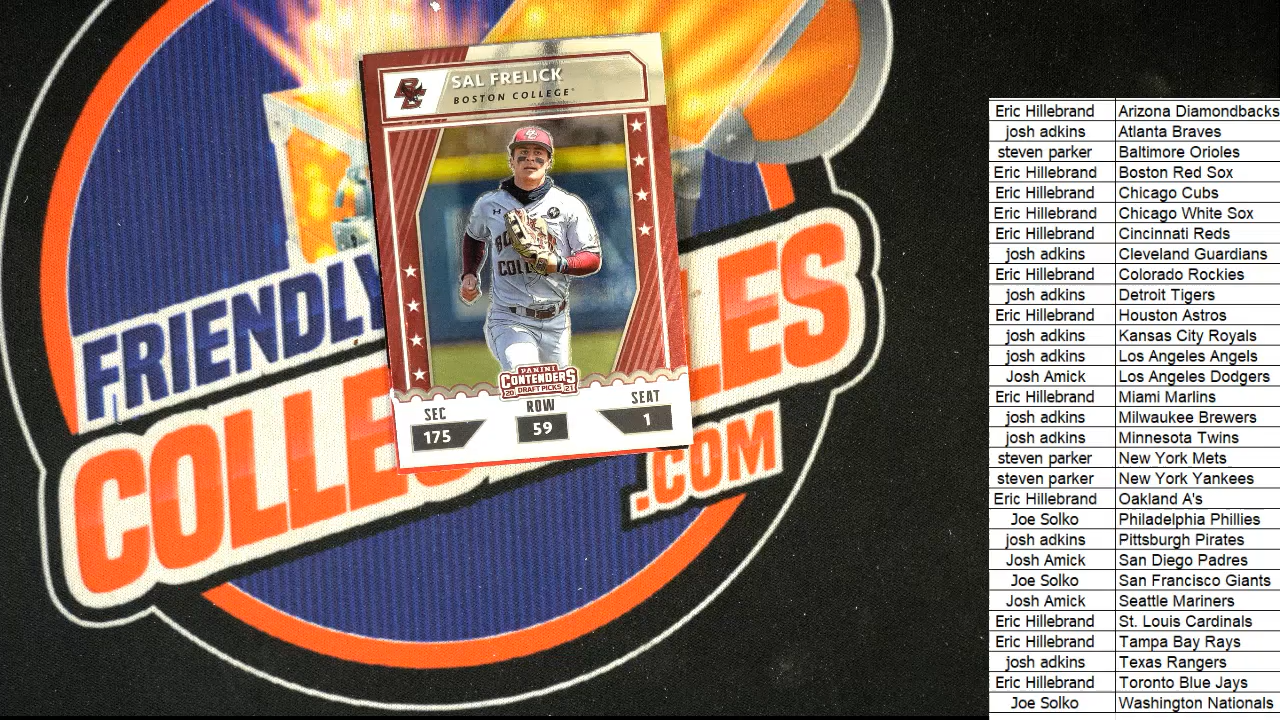 SAL FRELICK
BOSTON COLLEGE
SEC
ROW
SEAT
175
59
1
PANINI
CONTENDERS
20 DRAFT PICKS 21
FRIENDLY
COLLE
LES
.COM
Eric Hillebrand Arizona Diamondbacks
josh adkins Atlanta Braves
steven parker Baltimore Orioles
Eric Hillebrand Boston Red Sox
Eric Hillebrand Chicago Cubs
Eric Hillebrand Chicago White Sox
Eric Hillebrand Cincinnati Reds
josh adkins Cleveland Guardians
Eric Hillebrand Colorado Rockies
josh adkins Detroit Tigers
Eric Hillebrand Houston Astros
josh adkins Kansas City Royals
josh adkins Los Angeles Angels
Josh Amick Los Angeles Dodgers
Eric Hillebrand Miami Marlins
josh adkins Milwaukee Brewers
josh adkins Minnesota Twins
steven parker New York Mets
steven parker New York Yankees
Eric Hillebrand Oakland A's
Joe Solko Philadelphia Phillies
josh adkins Pittsburgh Pirates
Josh Amick San Diego Padres
Joe Solko San Francisco Giants
Josh Amick Seattle Mariners
Eric Hillebrand St. Louis Cardinals
Eric Hillebrand Tampa Bay Rays
josh adkins Texas Rangers
Eric Hillebrand Toronto Blue Jays
Joe Solko Washington Nationals